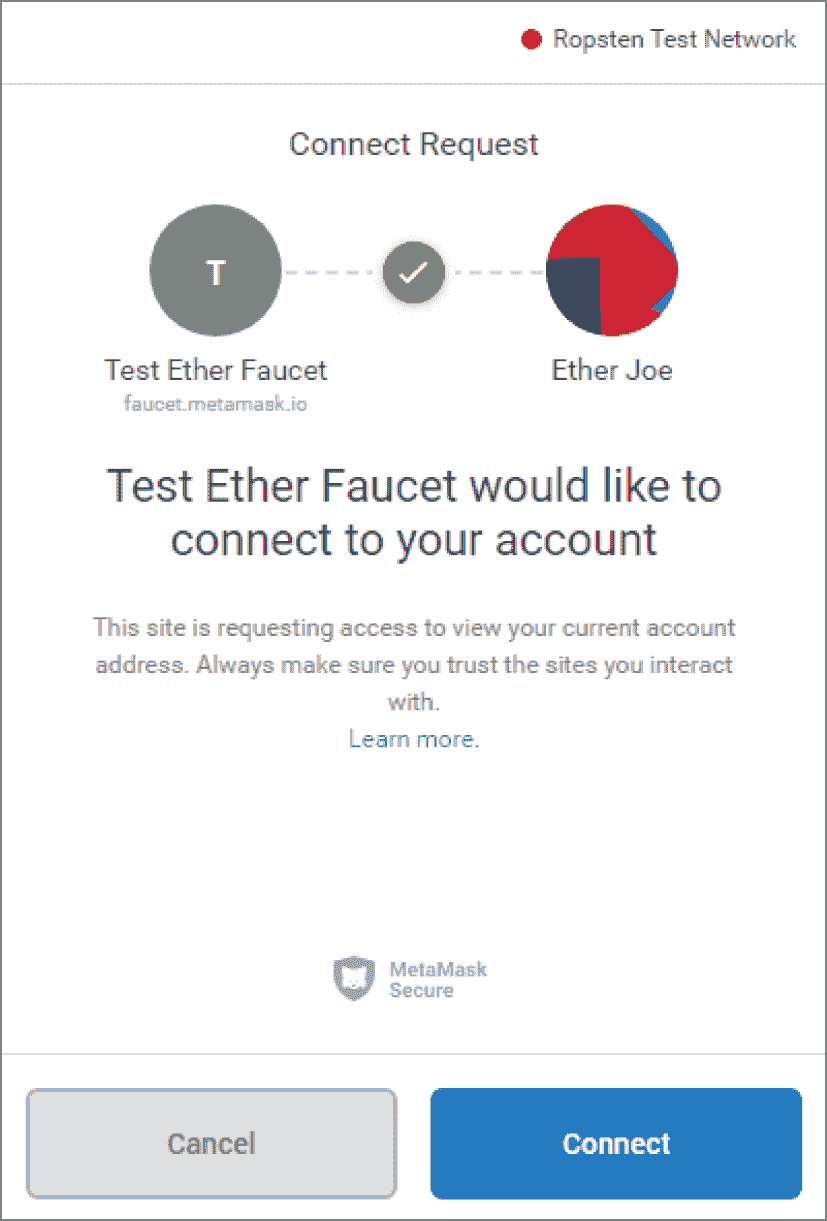 Ropsten Test Network
Connect Request
T
Test Ether Faucet
faucet.metamask.io
Ether Joe
Test Ether Faucet would like to
connect to your account
This site is requesting access to view your current account
address. Always make sure you trust the sites you interact
with.
Learn more.
MetaMask
Secure
Cancel
Connect